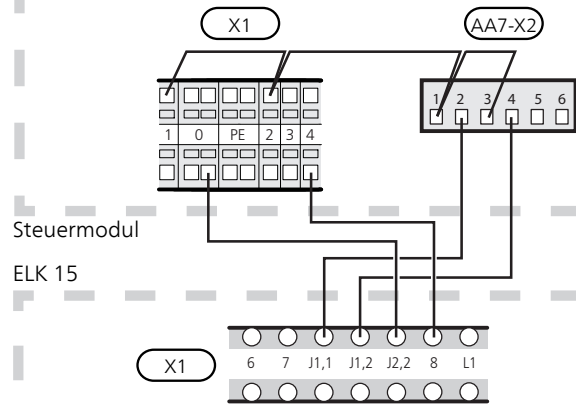 X1 AA7-X2
1 2 3 4 5 6
1 0 PE 2 3 4
Steuermodul
ELK 15
X1 6 7 J1,1 J1,2 J2,2 8 L1